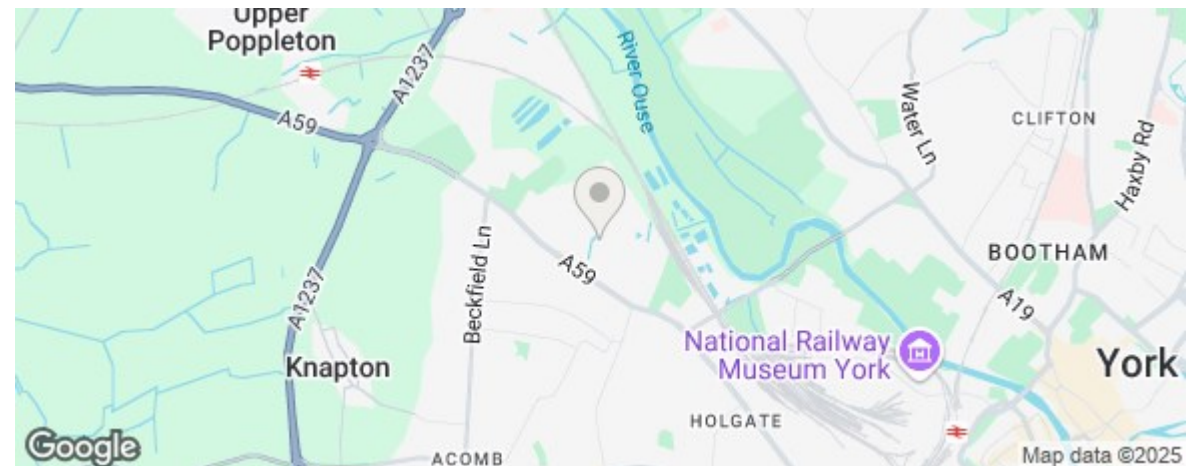 Upper
Poppleton
A1237
A59
River Ouse
Water Ln
CLIFTON
Haxby Rd
Beckfield Ln
A59
BOOTHAM
A19
A1237
Knapton
National Railway
Museum York
York
HOLGATE
ACOMB
Google
Map data ©2025